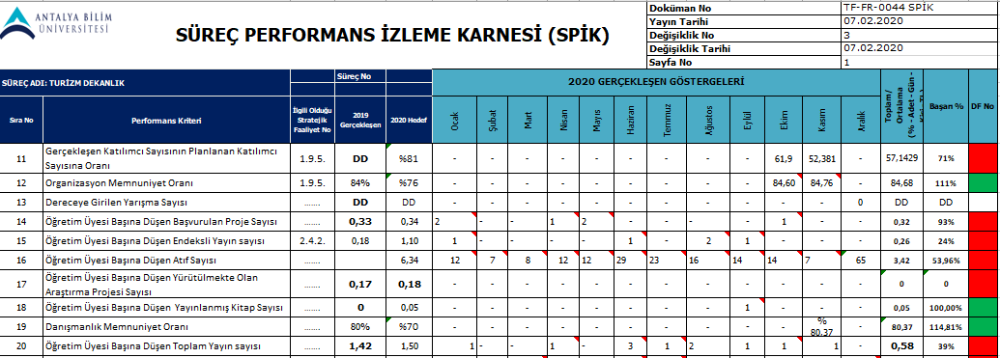 ANTALYA BİLİM
ÜNİVERSİTESİ
SÜREÇ PERFORMANS İZLEME KARNESİ (SPİK)
Doküman No TF-FR-0044 SPİK
Yayın Tarihi 07.02.2020
Değişiklik No 3
Değişiklik Tarihi 07.02.2020
Sayfa No 1
SÜREÇ ADI: TURİZM DEKANLIK Süreç No 2020 GERÇEKLEŞEN GÖSTERGELERİ
Sıra No Performans Kriteri İlgili Olduğu Stratejik Faaliyet No 2019 Gerçekleşen 2020 Hedef Ocak Şubat Mart Nisan Mayıs Haziran Temmuz Ağustos Eylül Ekim Kasım Aralık Toplam/ Ortalama (% - Adet - Gün - Başarı % DF No
11 Gerçekleşen Katılımcı Sayısının Planlanan Katılımcı Sayısına Oranı 1.9.5. DD %81 - - - - - - - - - 61,9 52,381 - 57,1429 71%
12 Organizasyon Memnuniyet Oranı 1.9.5. 84% %76 - - - - - - - - - 84,60 84,76 - 84,68 111%
13 Dereceye Girilen Yarışma Sayısı ....... DD DD - - - - - - - - - - - 0 DD DD
14 Öğretim Üyesi Başına Düşen Başvurulan Proje Sayısı ....... 0,33 0,34 2 - - 1 2 - - - - 1 - - 0,32 93%
15 Öğretim Üyesi Başına Düşen Endeksli Yayın sayısı 2.4.2. 0,18 1,10 1 - - - - 1 - 2 1 - - - 0,26 24%
16 Öğretim Üyesi Başına Düşen Atıf Sayısı 6,34 12 7 8 12 12 29 23 16 14 14 7 65 3,42 53,96%
17 Öğretim Üyesi Başına Düşen Yürütülmekte Olan Araştırma Projesi Sayısı ....... 0,17 0,18 - - - - - - - - - - - - 0 0
18 Öğretim Üyesi Başına Düşen Yayınlanmış Kitap Sayısı ....... 0 0,05 - - - - - - - - 1 - - - 0,05 100,00%
19 Danışmanlık Memnuniyet Oranı ....... 80% %70 - - - - - - - - - - % 80,37 - 80,37 114,81%
20 Öğretim Üyesi Başına Düşen Toplam Yayın sayısı ....... 1,42 1,50 1 - - 1 - 3 1 2 1 1 1 - 0,58 39%